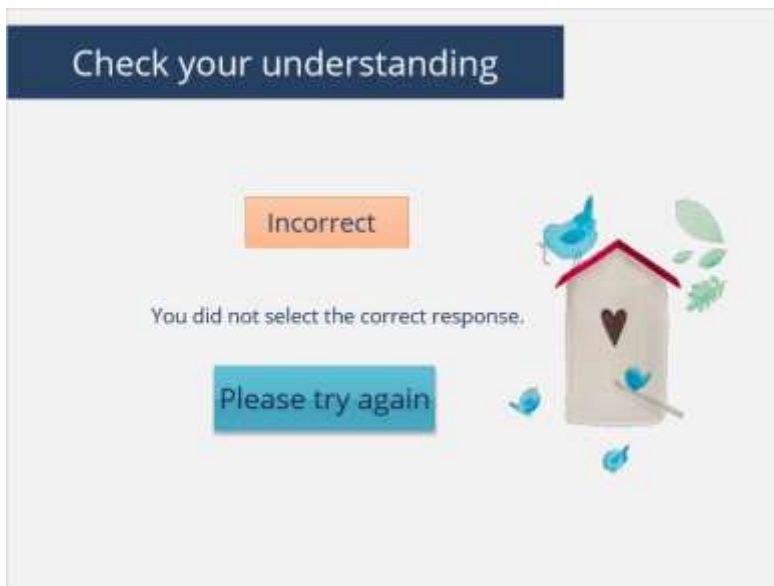 Check your understanding
Incorrect
You did not select the correct response.
Please try again